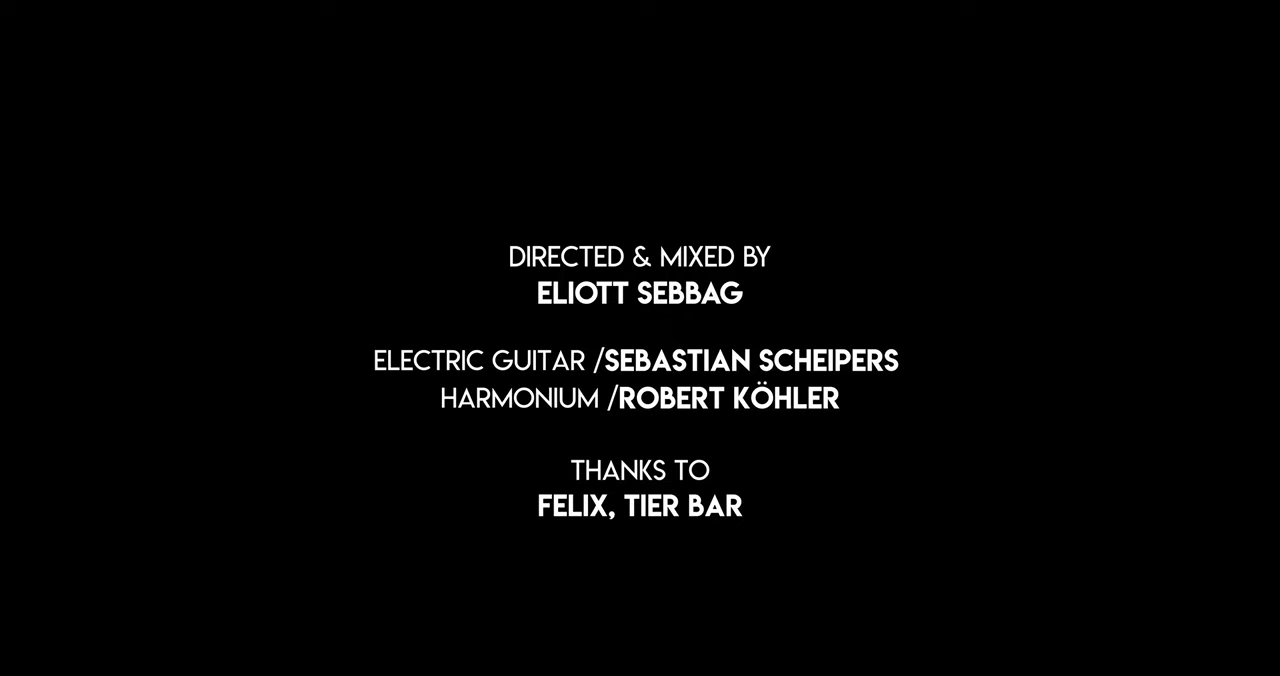 DIRECTED & MIXED BY
ELIOTT SEBBAG
ELECTRIC GUITAR /SEBASTIAN SCHEIPERS
HARMONIUM /ROBERT KÖHLER
THANKS TO
FELIX, TIER BAR